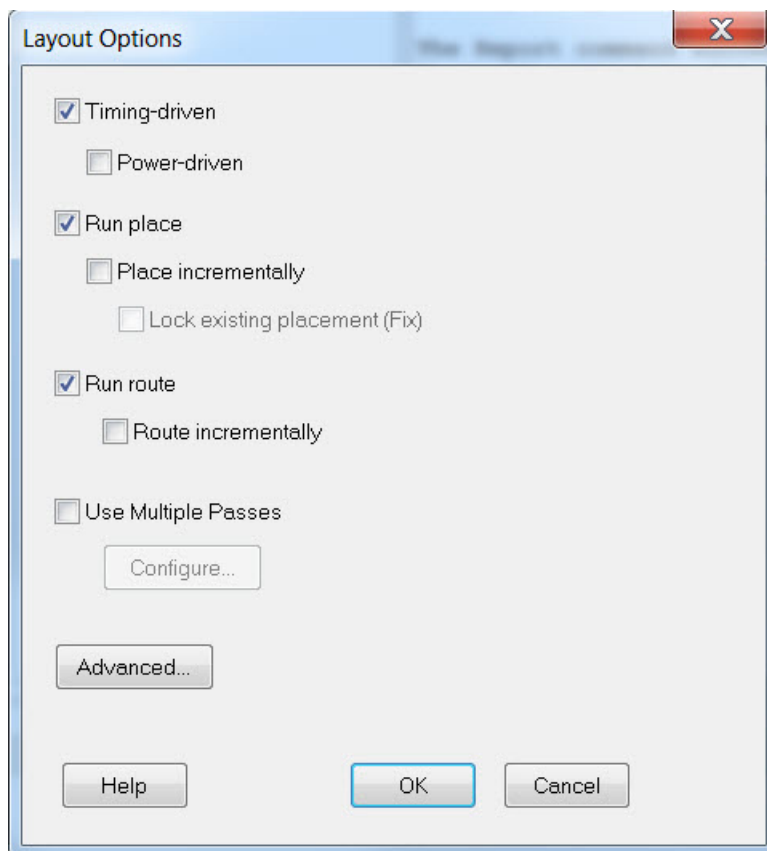 Layout Options
The
Timing-driven
Power-driven
Run place
Place incrementally
Lock existing placement (Fix)
Run route
Route incrementally
Use Multiple Passes
Configure...
Advanced...
Help
OK
Cancel